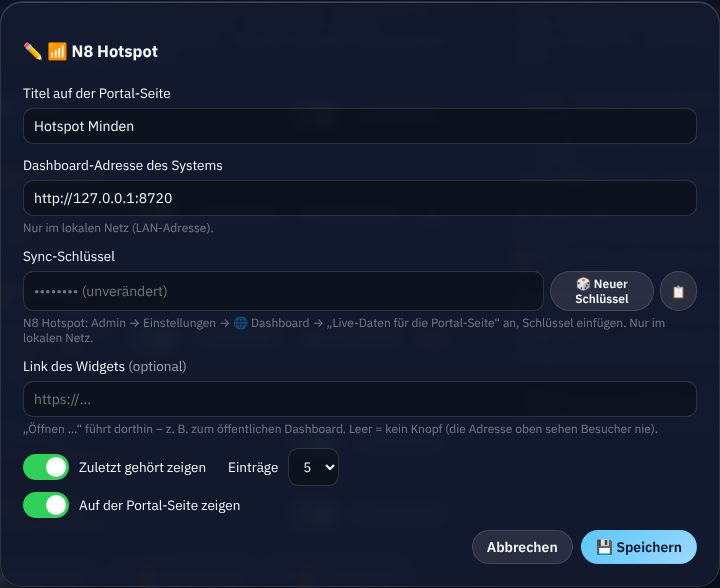 ✏️ 📶 N8 Hotspot
Titel auf der Portal-Seite
Hotspot Minden
Dashboard-Adresse des Systems
http://127.0.0.1:8720
Nur im lokalen Netz (LAN-Adresse).
Sync-Schlüssel
•••••••• (unverändert)
🎲 Neuer
Schlüssel
📋
N8 Hotspot: Admin → Einstellungen → 🌐 Dashboard → „Live-Daten für die Portal-Seite“ an, Schlüssel einfügen. Nur im
lokalen Netz.
Link des Widgets (optional)
https://...
„Öffnen ...“ führt dorthin – z. B. zum öffentlichen Dashboard. Leer = kein Knopf (die Adresse oben sehen Besucher nie).
Zuletzt gehört zeigen Einträge 5
Auf der Portal-Seite zeigen
Abbrechen 💾 Speichern